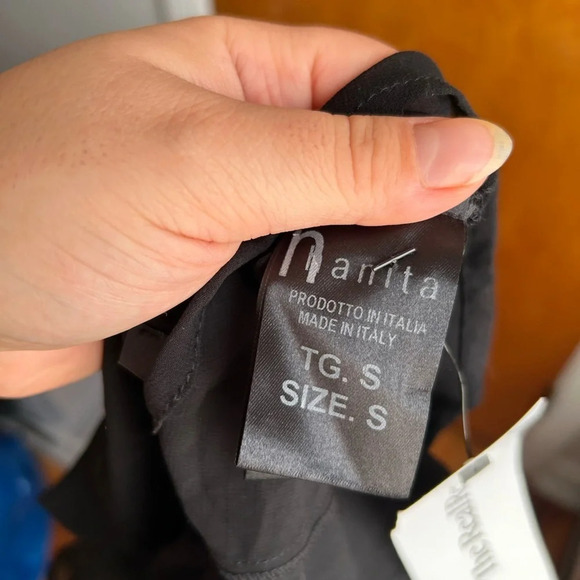 nanita
PRODOTTO IN ITALIA
MADE IN ITALY
TG. S
SIZE. S